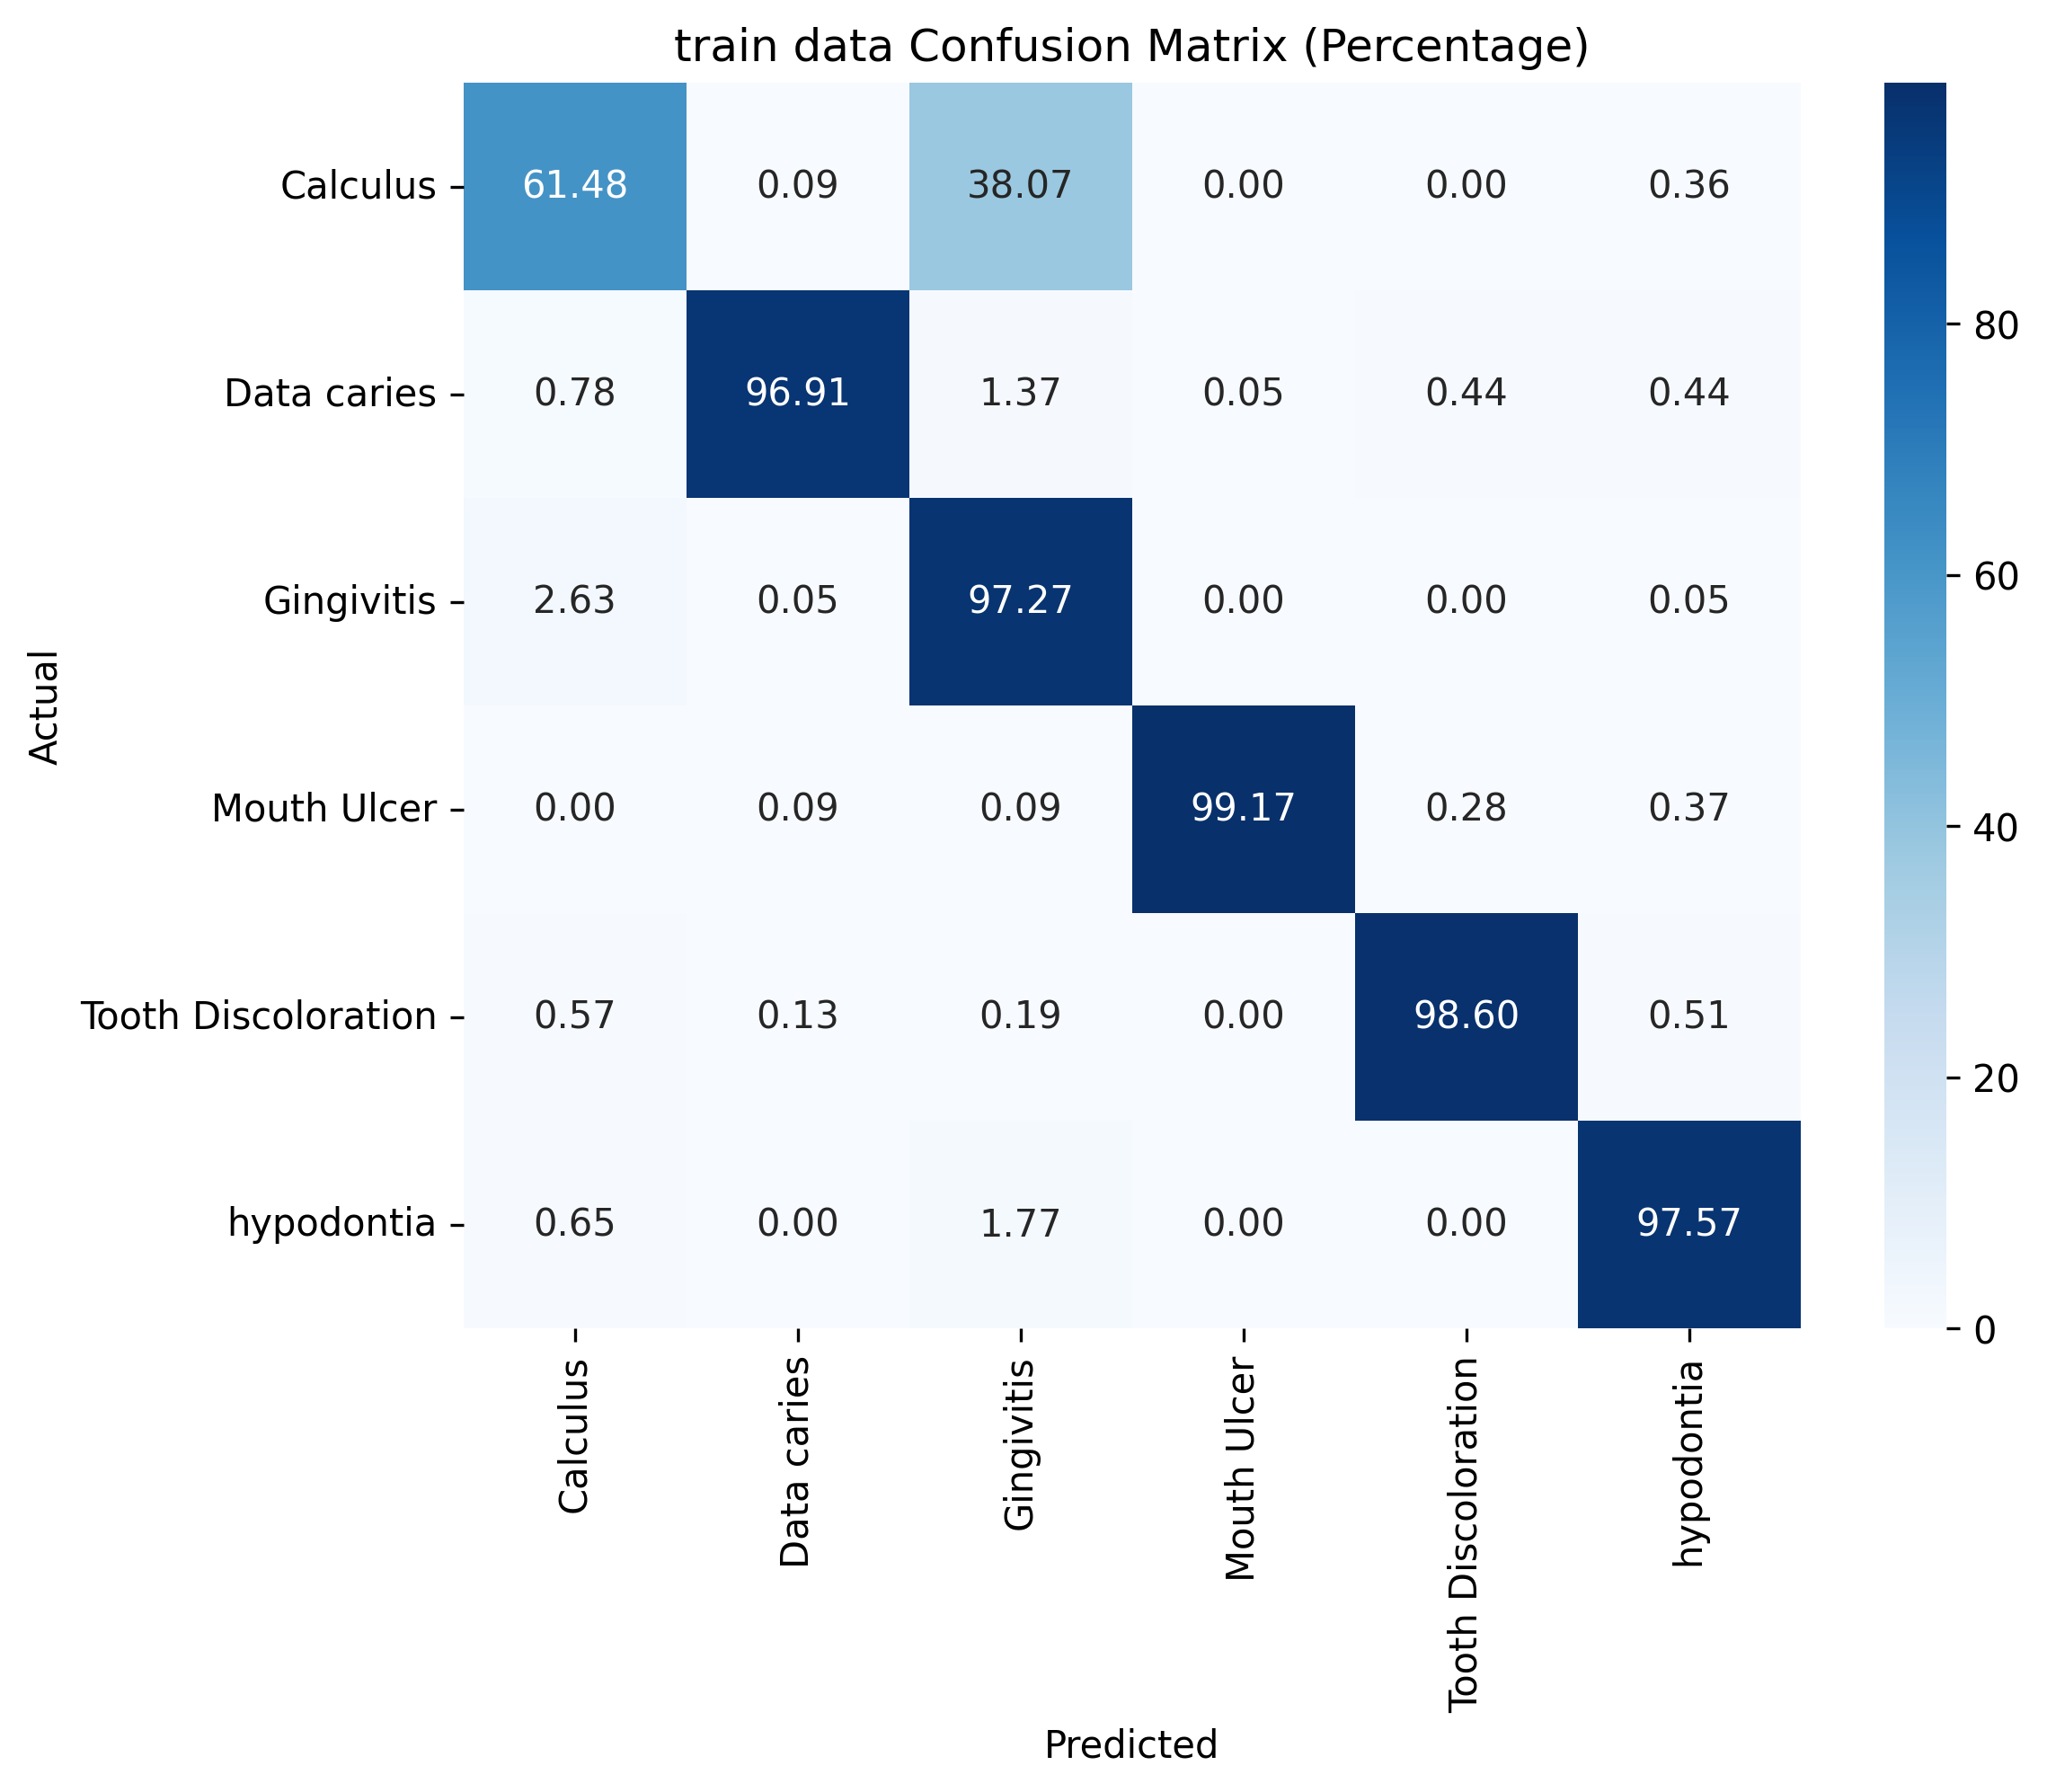 train data Confusion Matrix (Percentage)
Calculus 61.48 0.09 38.07 0.00 0.00 0.36
Data caries 0.78 96.91 1.37 0.05 0.44 0.44
Gingivitis 2.63 0.05 97.27 0.00 0.00 0.05
Mouth Ulcer 0.00 0.09 0.09 99.17 0.28 0.37
Tooth Discoloration 0.57 0.13 0.19 0.00 98.60 0.51
hypodontia 0.65 0.00 1.77 0.00 0.00 97.57
Actual
Calculus
Data caries
Gingivitis
Mouth Ulcer
Tooth Discoloration
hypodontia
Predicted
80
60
40
20
0